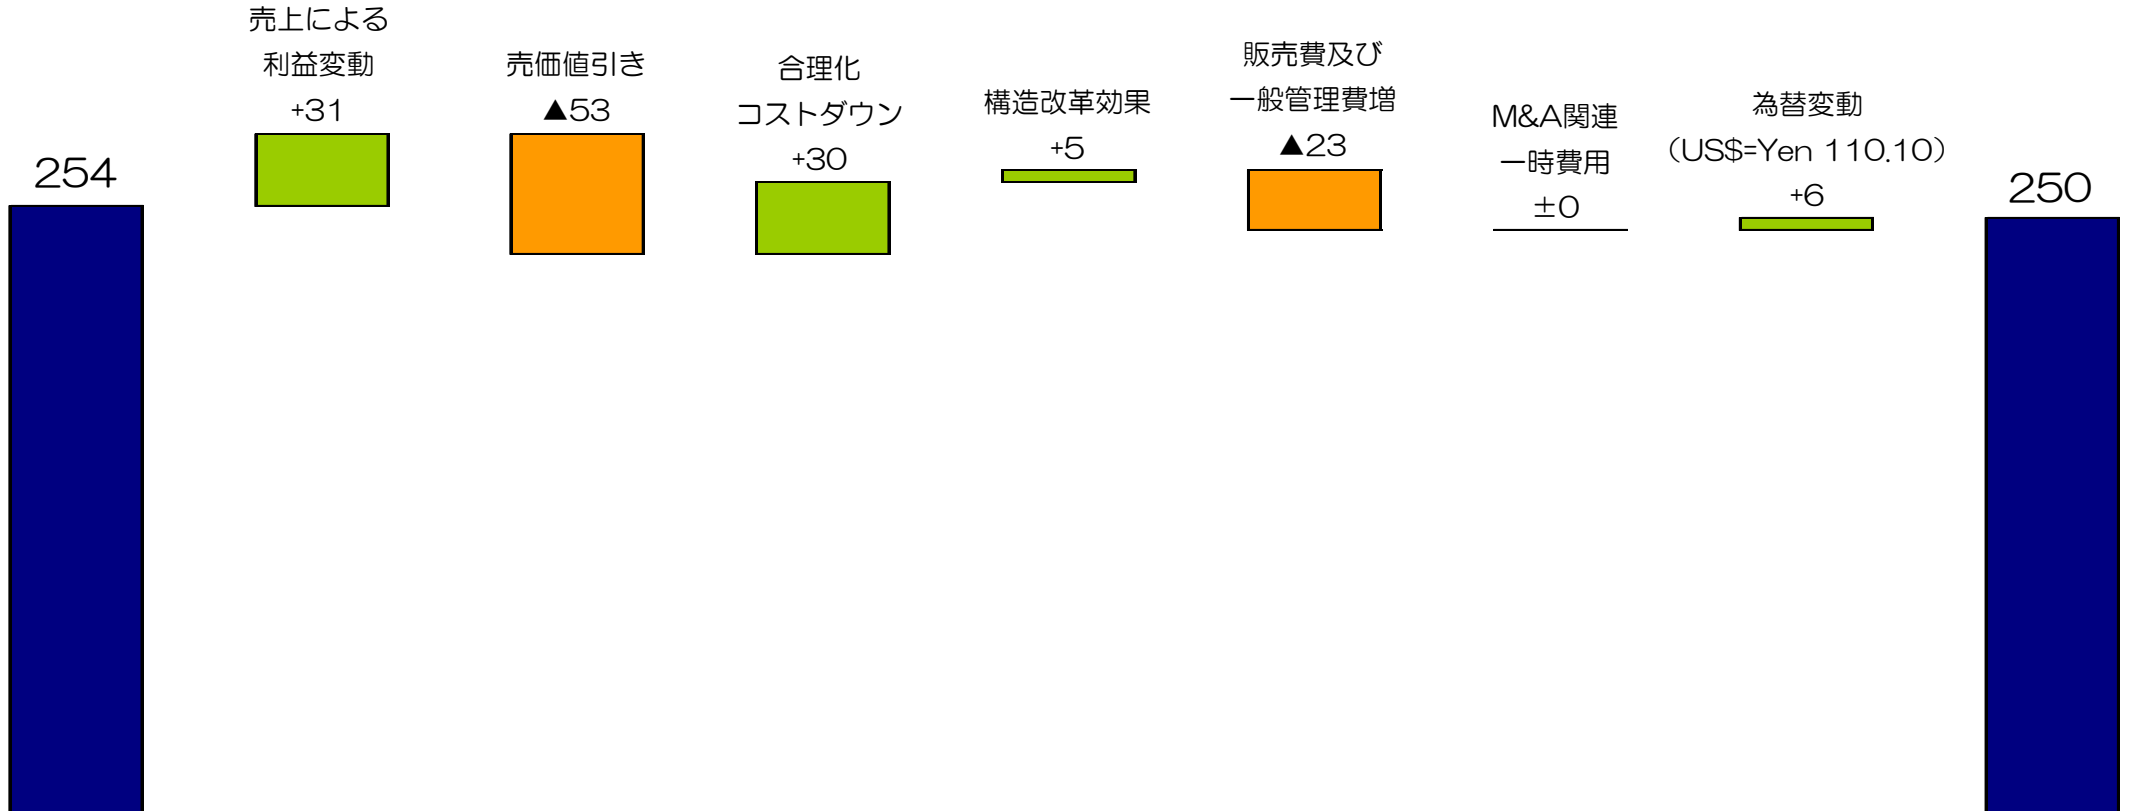 254
売上による
利益変動
+31
売価値引き
▲53
合理化
コストダウン
+30
構造改革効果
+5
販売費及び
一般管理費増
▲23
M&A関連
一時費用
±0
為替変動
（US$=Yen 110.10）
+6
250